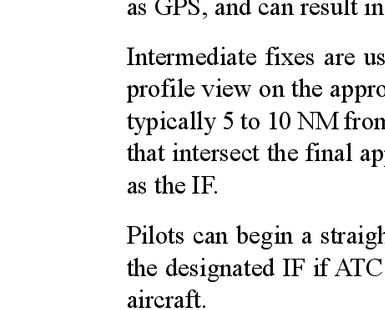 as GPS, and can result in
Intermediate fixes are us
profile view on the appro
typically 5 to 10 NM from
that intersect the final ap
as the IF.
Pilots can begin a straigh
the designated IF if ATC
aircraft.